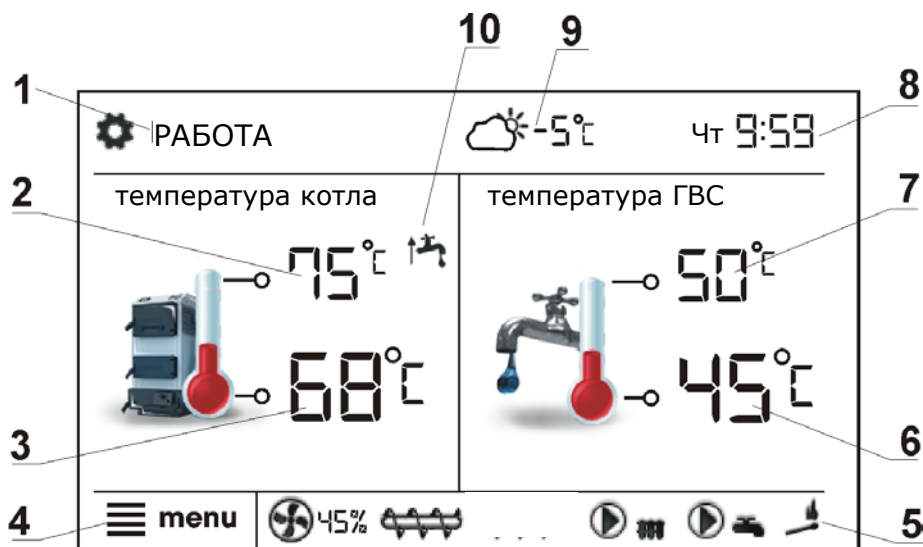 10 9
1 8
РАБОТА -5°C Чт 9:59
температура котла температура ГВС
2 7
75°C 50°C
68°C 45°C
3 6
4 menu 45% . . . 5